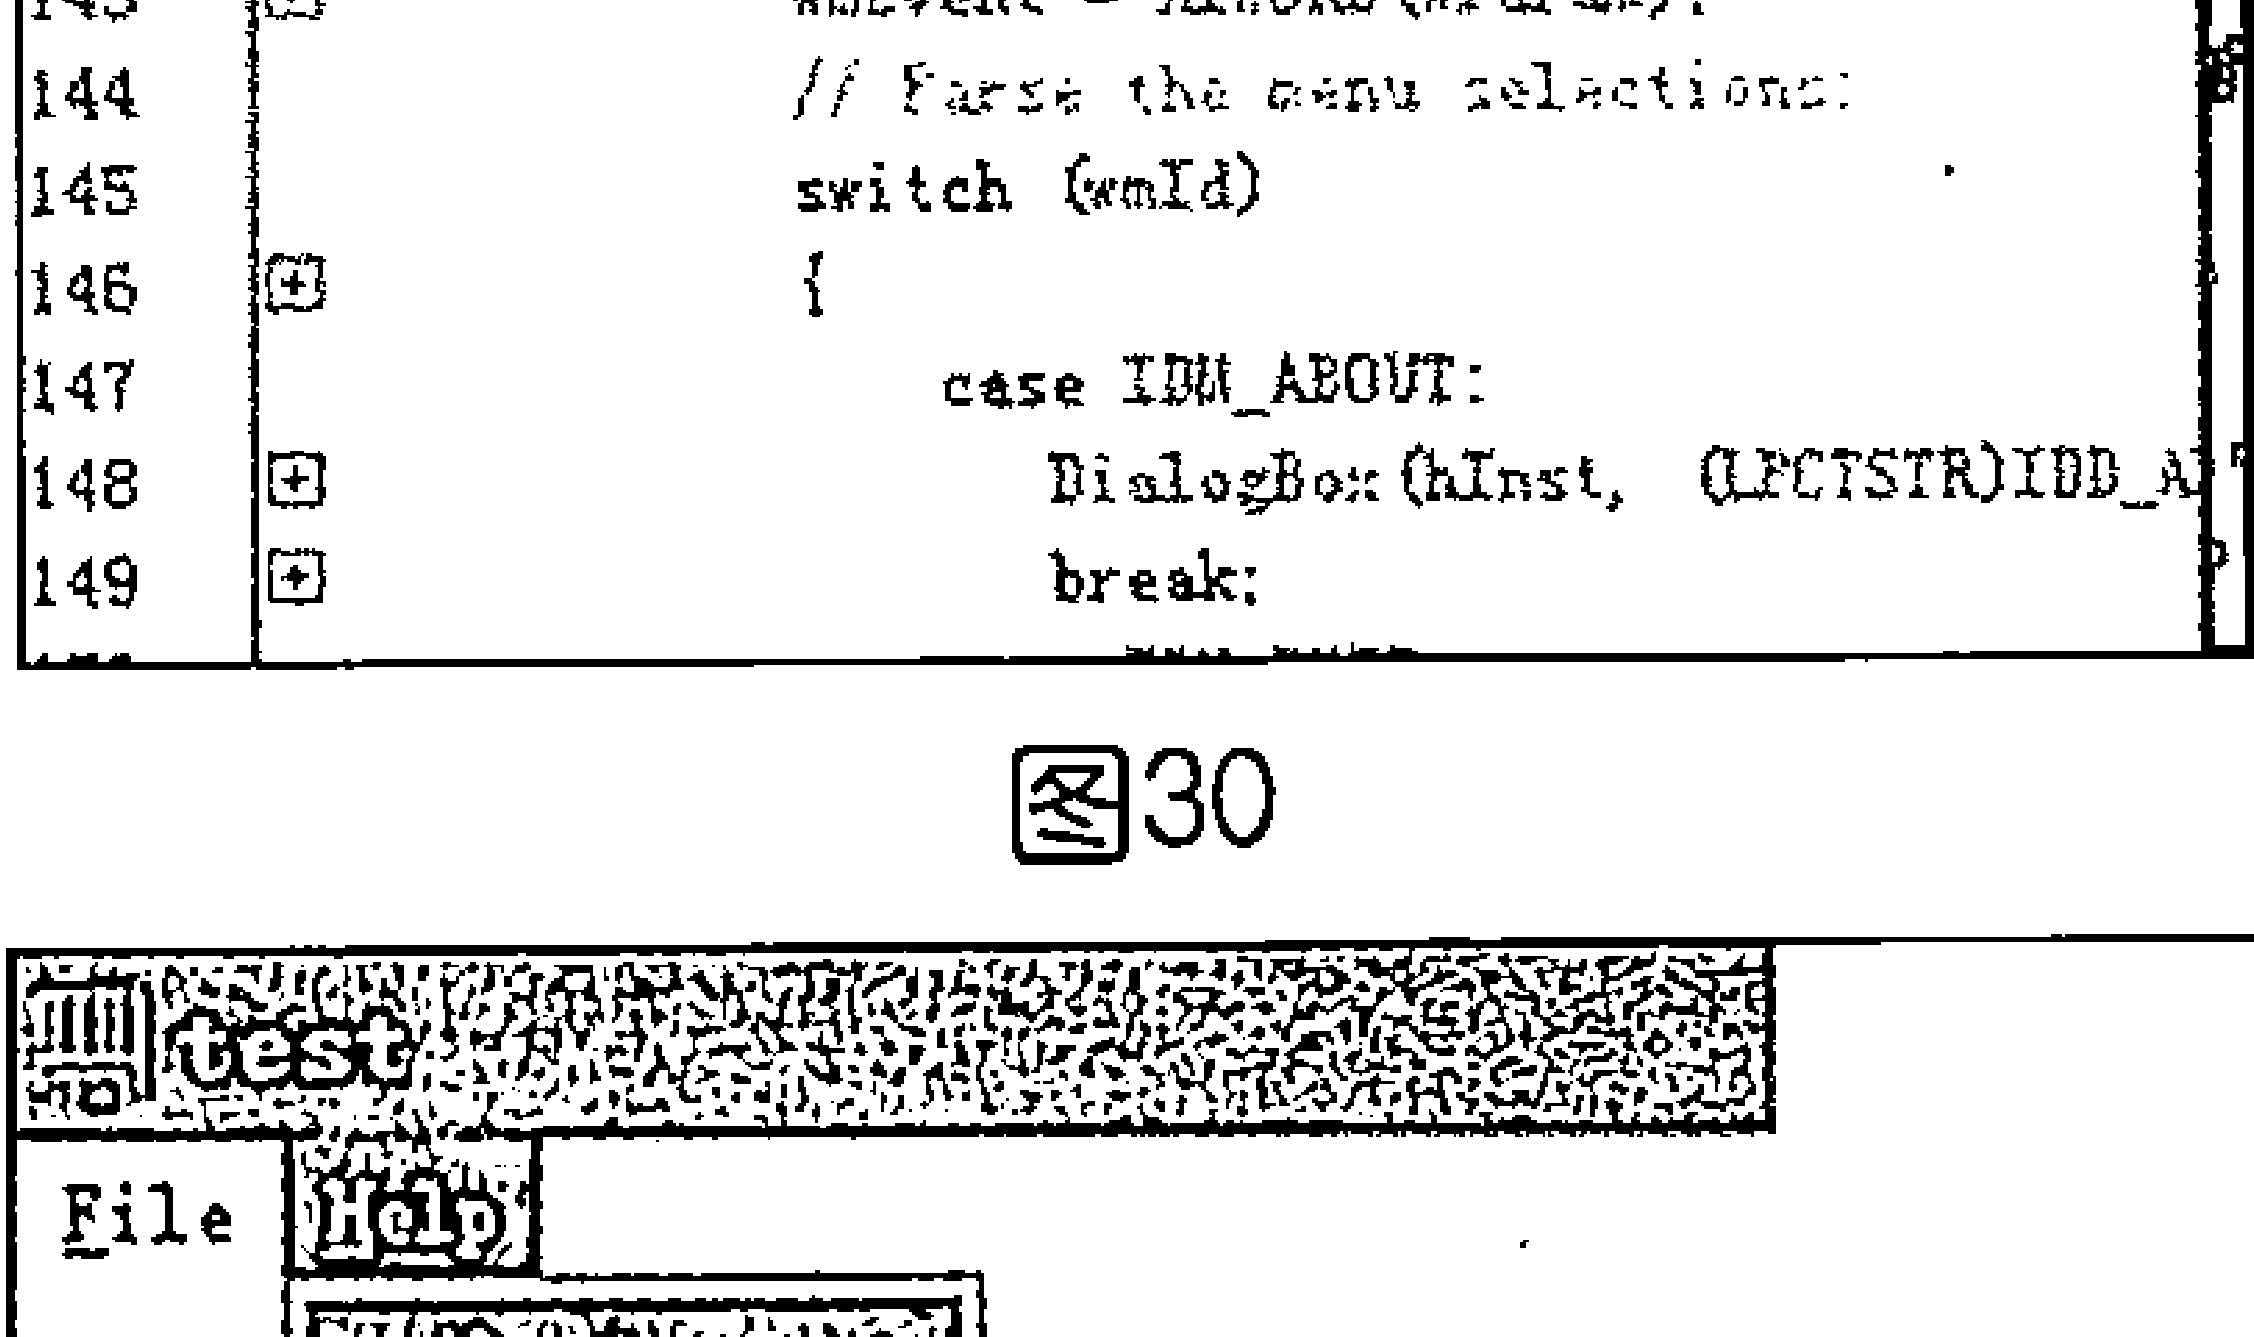 144 // Parse the menu selections:
145 switch (wmId)
146 {
147 case IDM_ABOUT:
148 DialogBox(hInst, (LPCTSTR)IDD_A
149 break;
图30
test
File Help